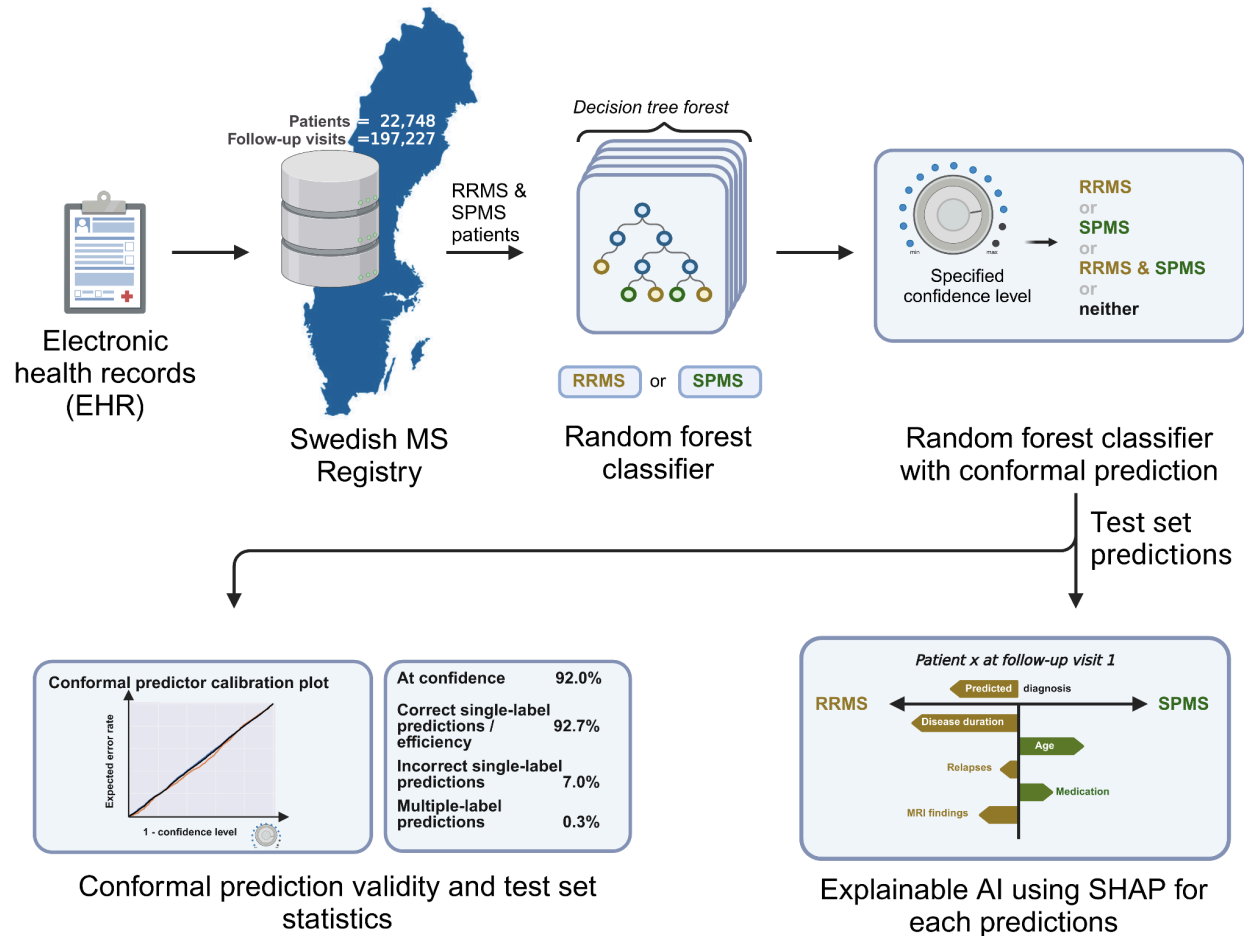 Patients = 22,748
Follow-up visits =197,227
Electronic
health records
(EHR)
Swedish MS
Registry
RRMS &
SPMS
patients
Decision tree forest
RRMS or SPMS
Random forest
classifier
min
max
Specified
confidence level
RRMS
or
SPMS
or
RRMS & SPMS
or
neither
Random forest classifier
with conformal prediction
Test set
predictions
Conformal predictor calibration plot
Expected error rate
1 - confidence level
At confidence 92.0%
Correct single-label
predictions / 92.7%
efficiency
Incorrect single-label
predictions 7.0%
Multiple-label
predictions 0.3%
Conformal prediction validity and test set
statistics
Patient x at follow-up visit 1
Predicted diagnosis
RRMS
SPMS
Disease duration
Age
Relapses
Medication
MRI findings
Explainable AI using SHAP for
each predictions